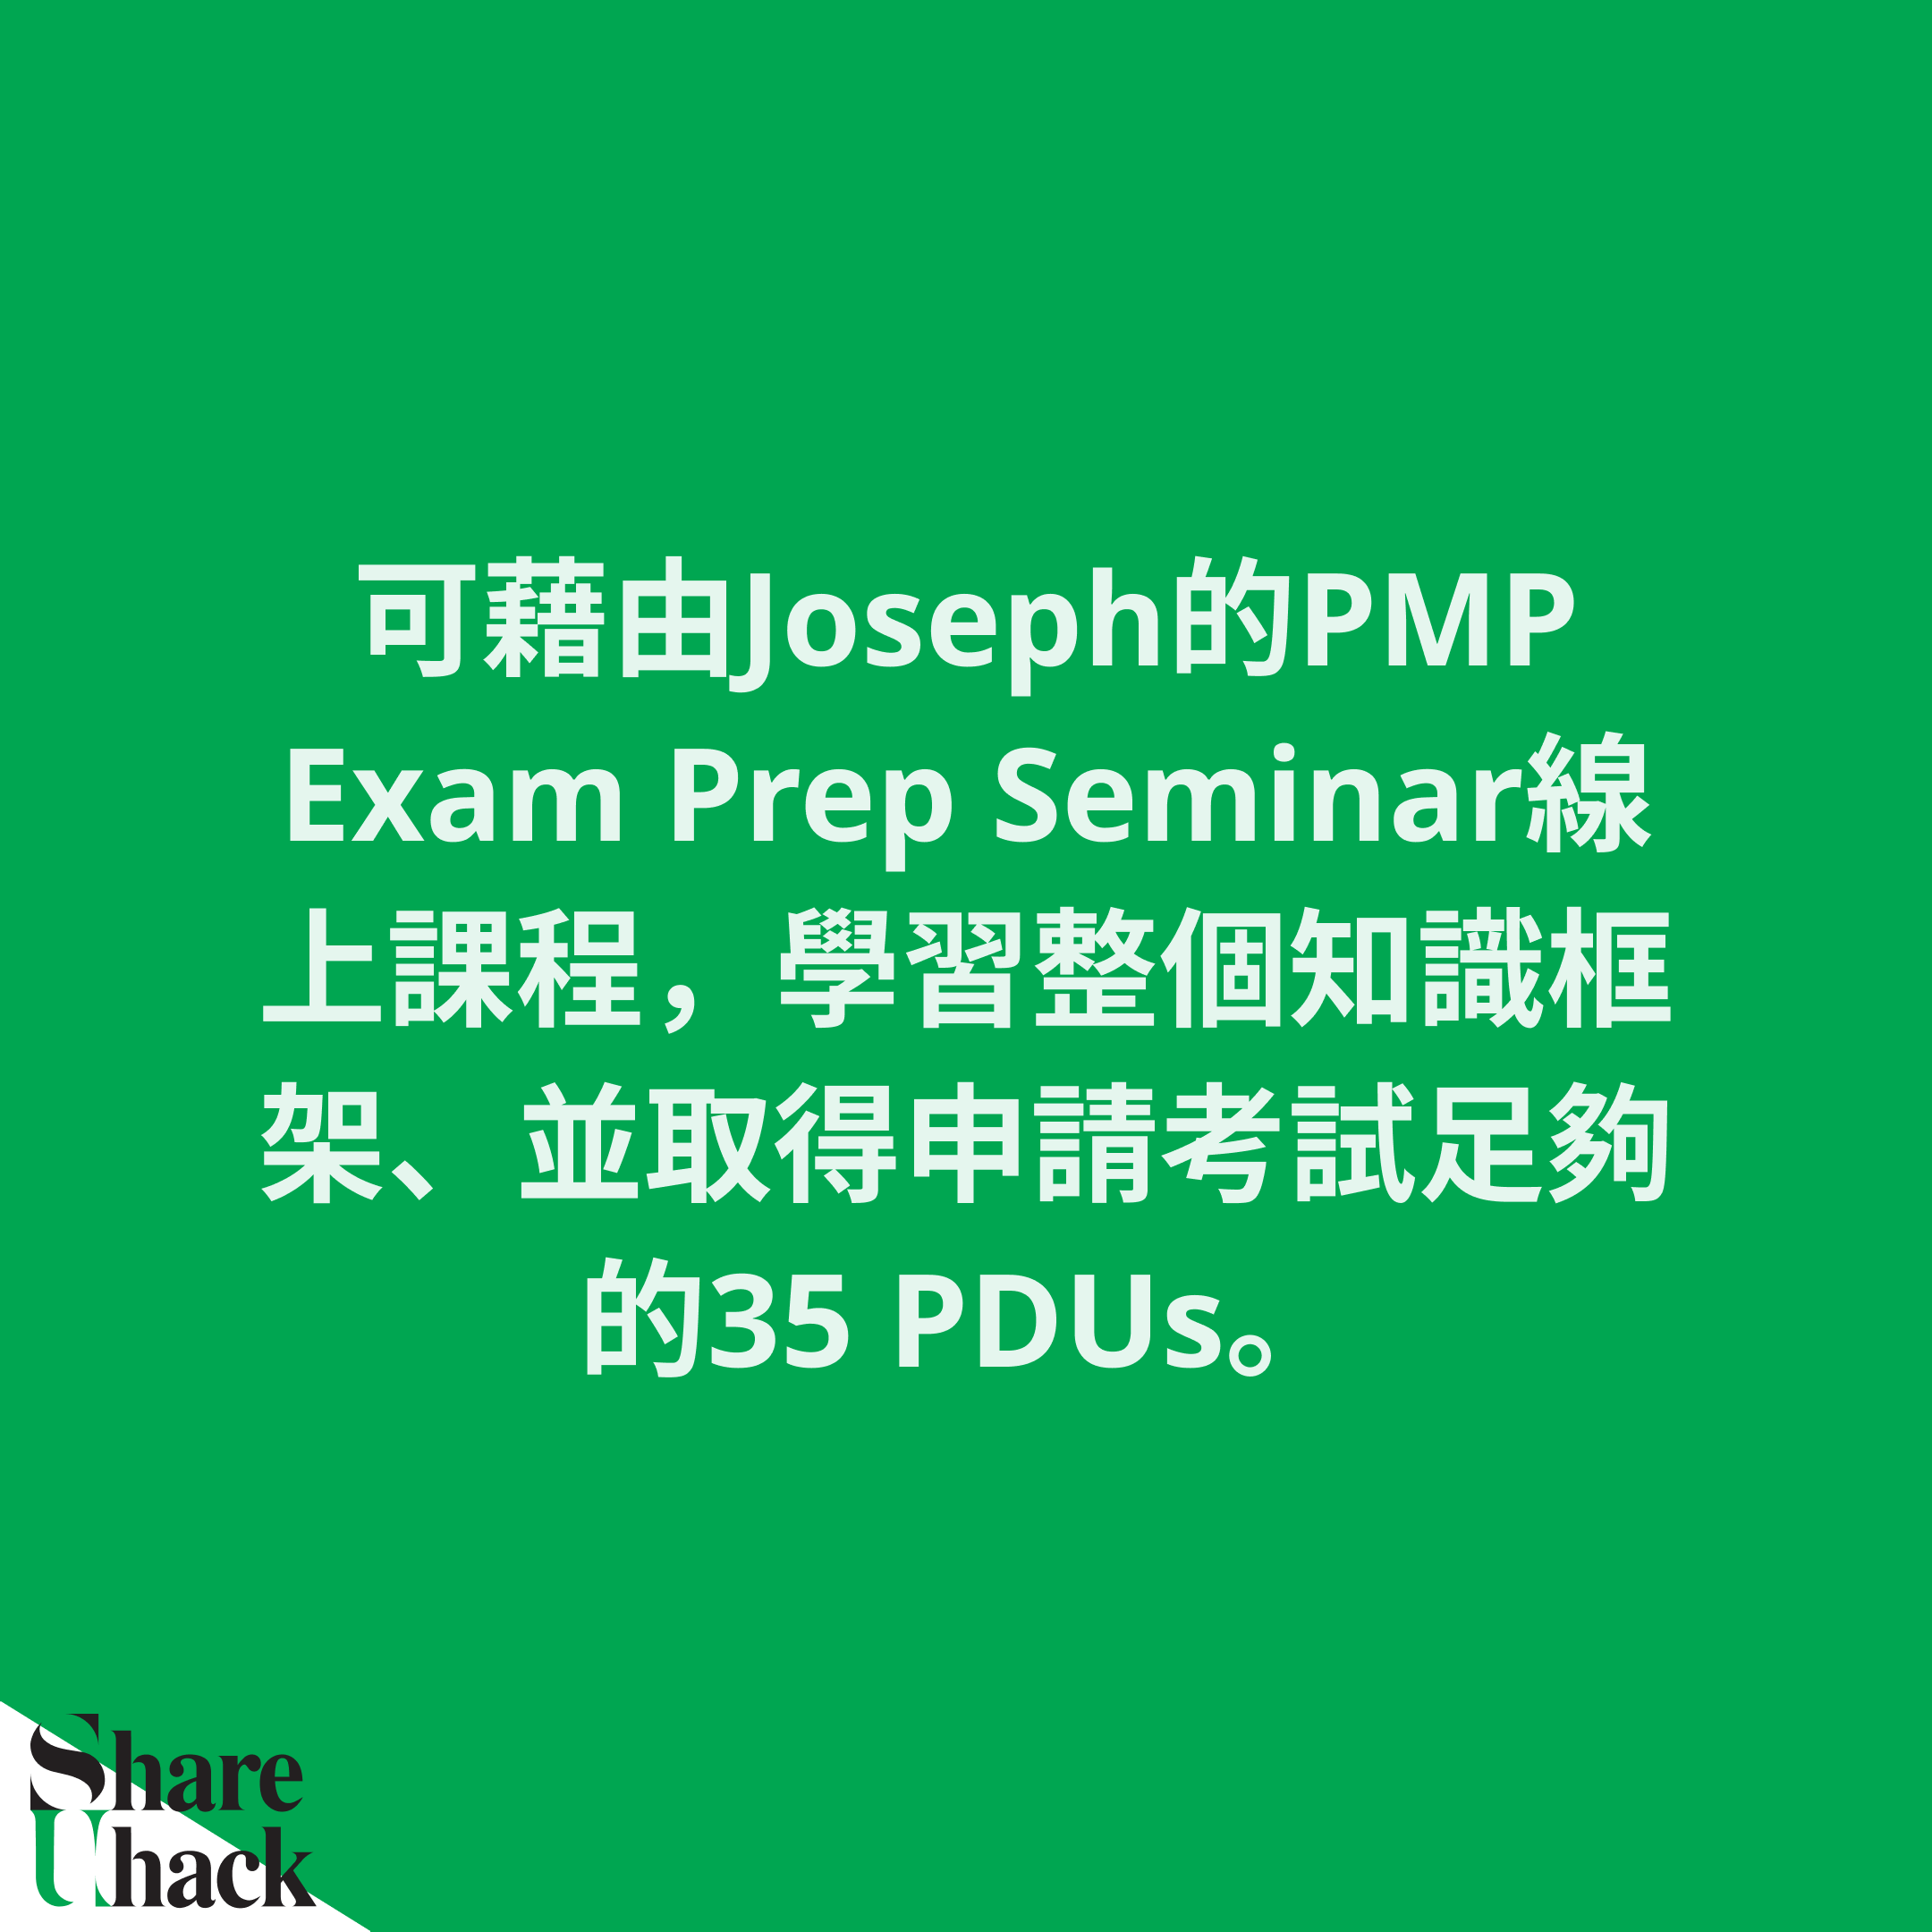 可藉由Joseph的PMP
Exam Prep Seminar線
上課程，學習整個知識框
架、並取得申請考試足夠
的35 PDUs。
Share
Uhack